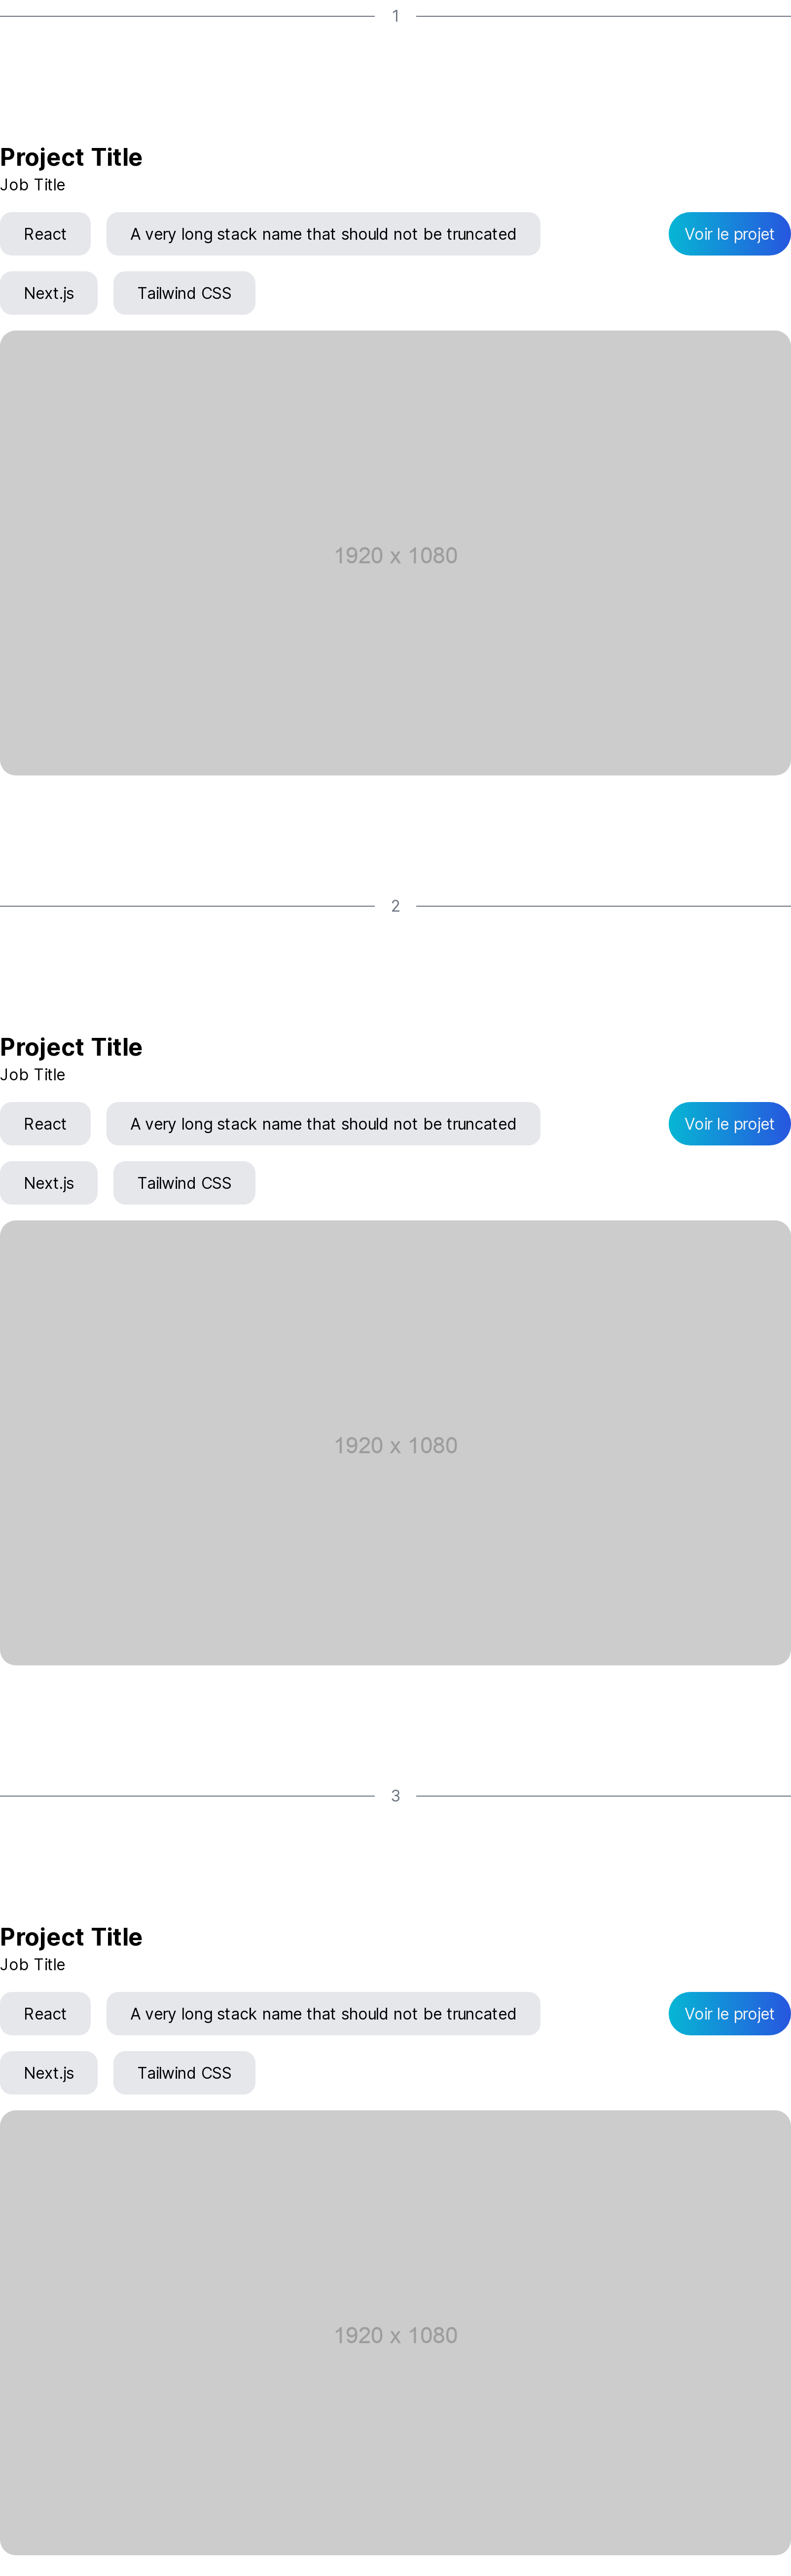 1
Project Title
Job Title
React A very long stack name that should not be truncated Voir le projet
Next.js Tailwind CSS
1920 x 1080
2
Project Title
Job Title
React A very long stack name that should not be truncated Voir le projet
Next.js Tailwind CSS
1920 x 1080
3
Project Title
Job Title
React A very long stack name that should not be truncated Voir le projet
Next.js Tailwind CSS
1920 x 1080